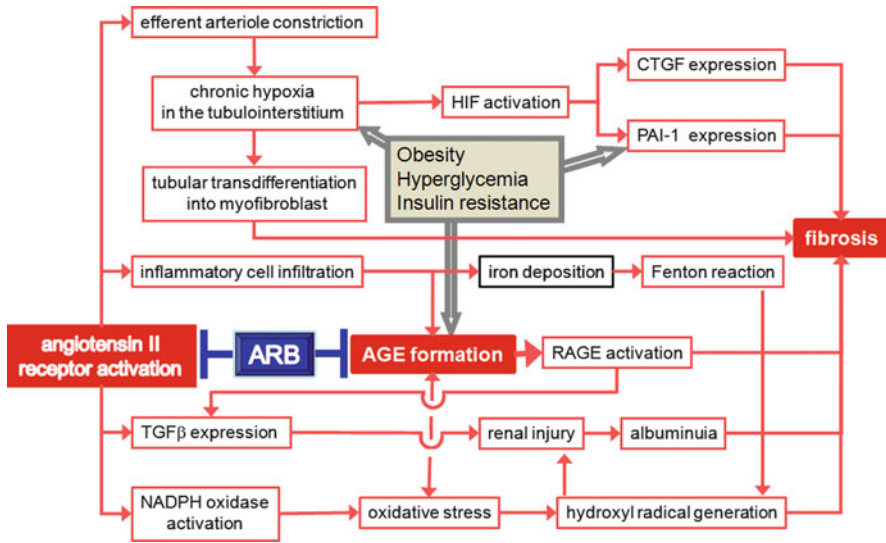 efferent arteriole constriction
chronic hypoxia
in the tubulointerstitium
HIF activation
CTGF expression
PAI-1 expression
Obesity
Hyperglycemia
Insulin resistance
tubular transdifferentiation
into myofibroblast
fibrosis
inflammatory cell infiltration
iron deposition
Fenton reaction
angiotensin II
receptor activation
ARB
AGE formation
RAGE activation
TGFβ expression
renal injury
albuminuia
NADPH oxidase
activation
oxidative stress
hydroxyl radical generation